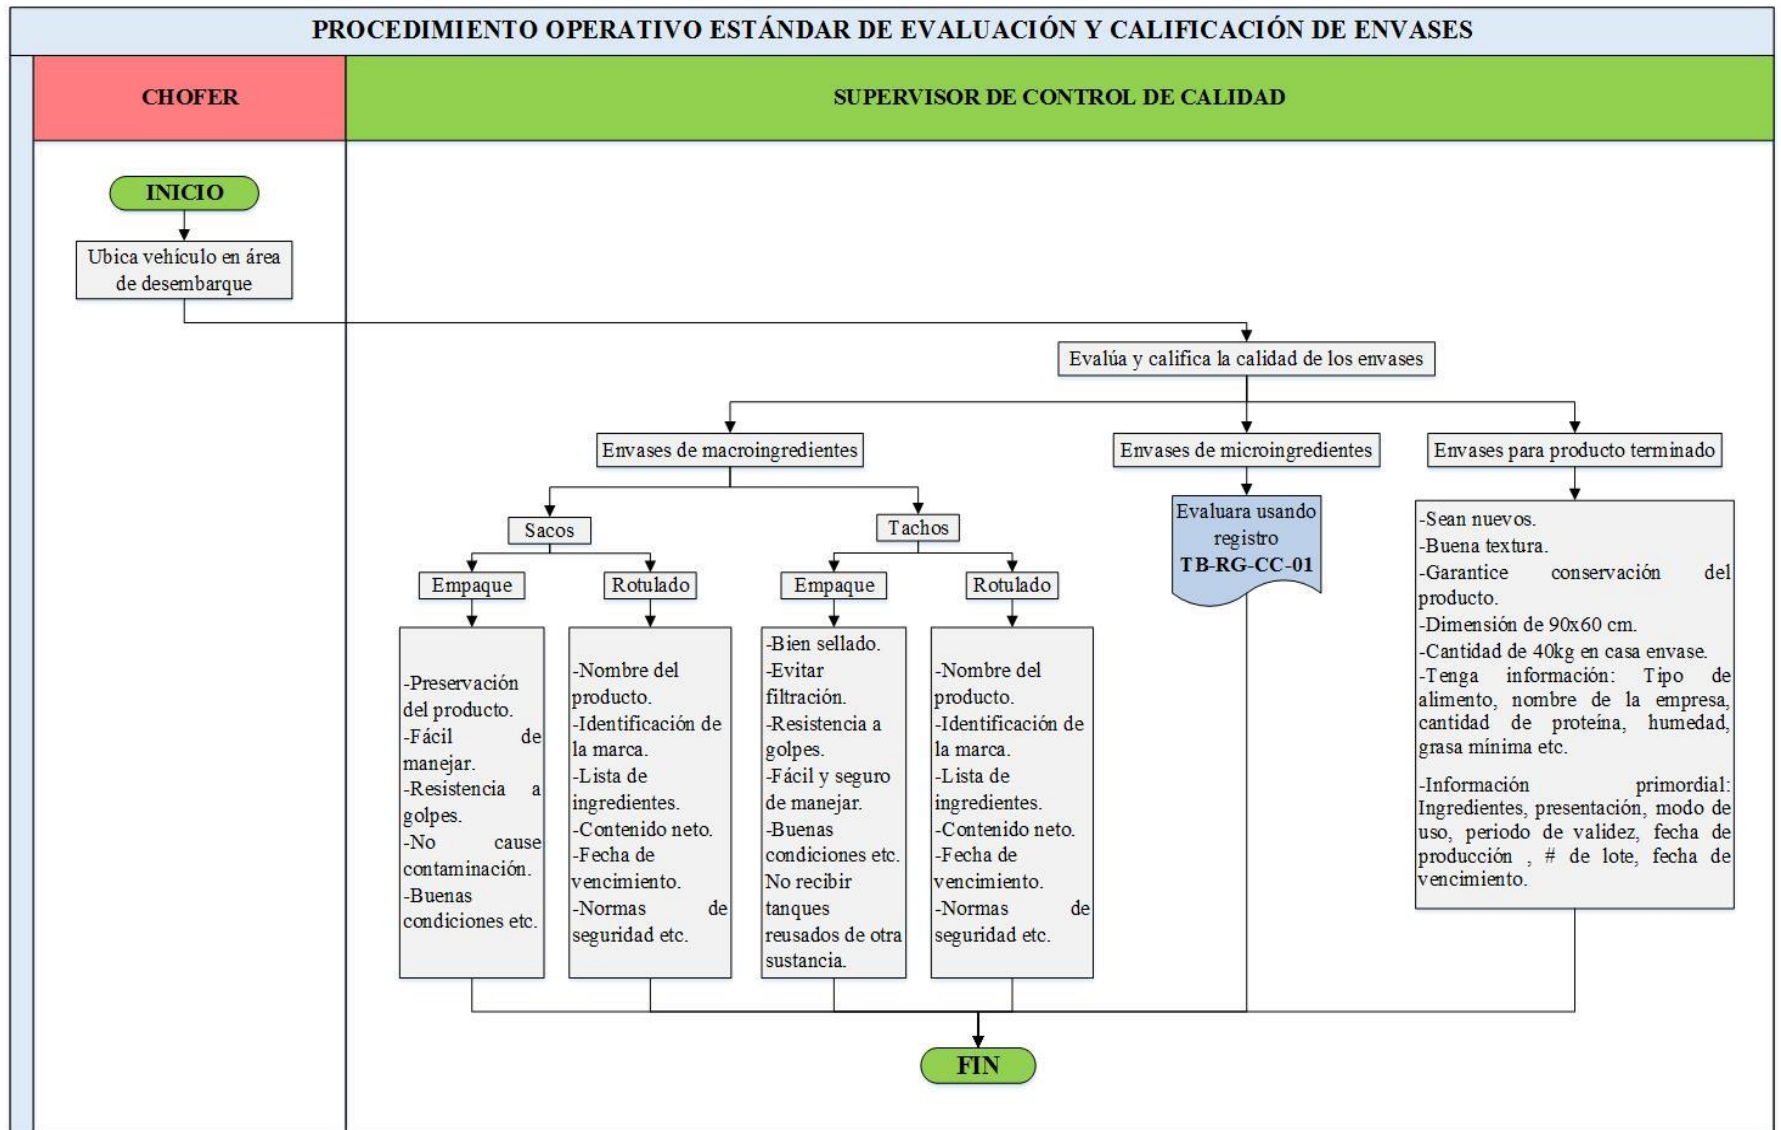 PROCEDIMIENTO OPERATIVO ESTÁNDAR DE EVALUACIÓN Y CALIFICACIÓN DE ENVASES
CHOFER
SUPERVISOR DE CONTROL DE CALIDAD
INICIO
Ubica vehículo en área
de desembarque
Evalúa y califica la calidad de los envases
Envases de macroingredientes
Envases de microingredientes
Envases para producto terminado
Sacos
Tachos
Empaque
Rotulado
Empaque
Rotulado
-Preservación
del producto.
-Fácil de
manejar.
-Resistencia a
golpes.
-No cause
contaminación.
-Buenas
condiciones etc.
-Nombre del
producto.
-Identificación de
la marca.
-Lista de
ingredientes.
-Contenido neto.
-Fecha de
vencimiento.
-Normas de
seguridad etc.
-Bien sellado.
-Evitar
filtración.
-Resistencia a
golpes.
-Fácil y seguro
de manejar.
-Buenas
condiciones etc.
No recibir
tanques
reusados de otra
sustancia.
-Nombre del
producto.
-Identificación de
la marca.
-Lista de
ingredientes.
-Contenido neto.
-Fecha de
vencimiento.
-Normas de
seguridad etc.
Evaluara usando
registro
TB-RG-CC-01
-Sean nuevos.
-Buena textura.
-Garantice conservación del
producto.
-Dimensión de 90x60 cm.
-Cantidad de 40kg en casa envase.
-Tenga información: Tipo de
alimento, nombre de la empresa,
cantidad de proteína, humedad,
grasa mínima etc.
-Información primordial:
Ingredientes, presentación, modo de
uso, periodo de validez, fecha de
producción , # de lote, fecha de
vencimiento.
FIN